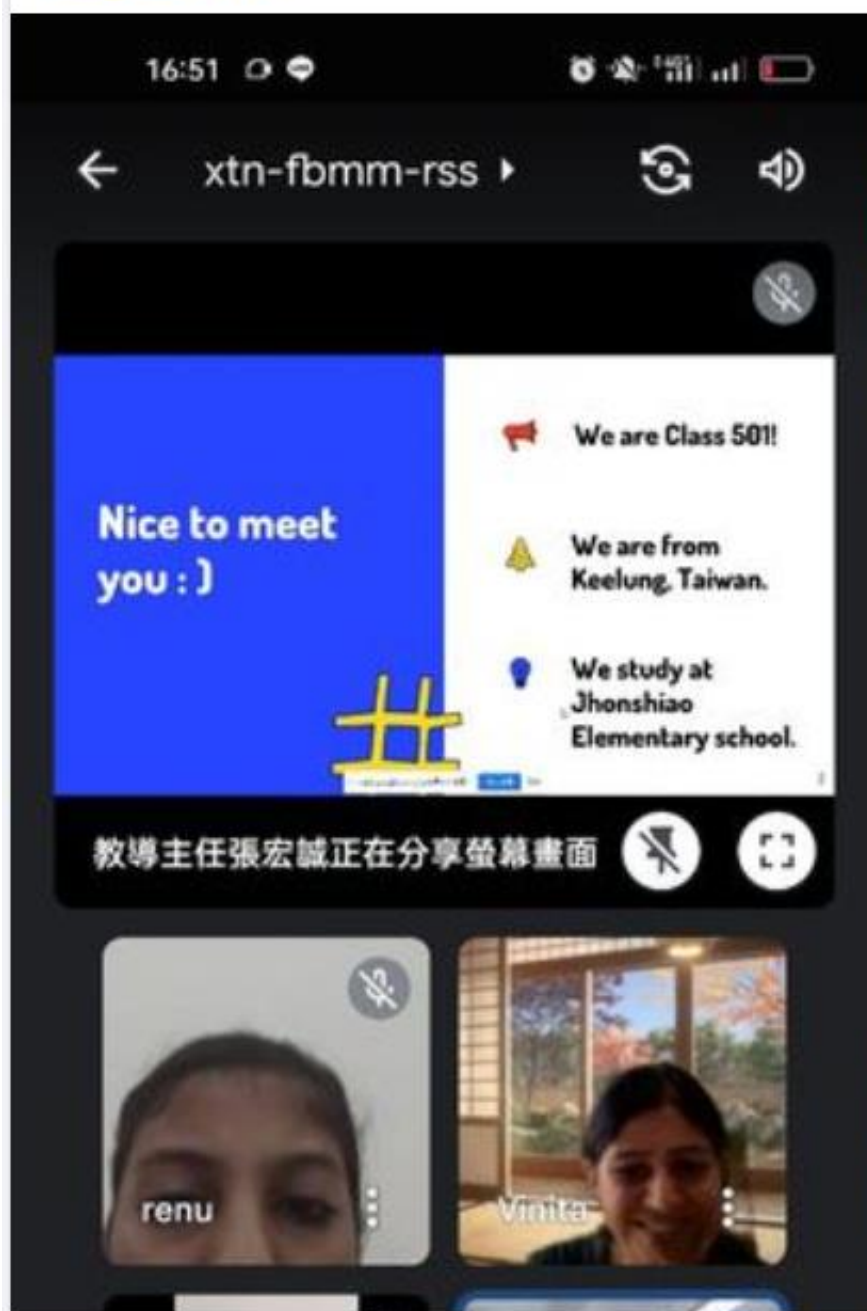 16:51
xtn-fbmm-rss
Nice to meet
you : )
We are Class 501!
We are from
Keelung, Taiwan.
We study at
Jhonshiao
Elementary school.
教導主任張宏誠正在分享螢幕畫面
renu
Vinita